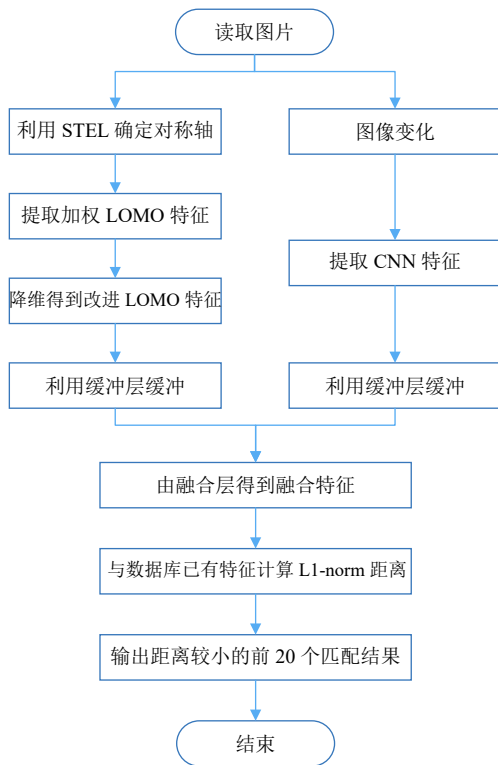 读取图片
利用 STEL 确定对称轴
图像变化
提取加权 LOMO 特征
提取 CNN 特征
降维得到改进 LOMO 特征
利用缓冲层缓冲
利用缓冲层缓冲
由融合层得到融合特征
与数据库已有特征计算 L1-norm 距离
输出距离较小的前 20 个匹配结果
结束